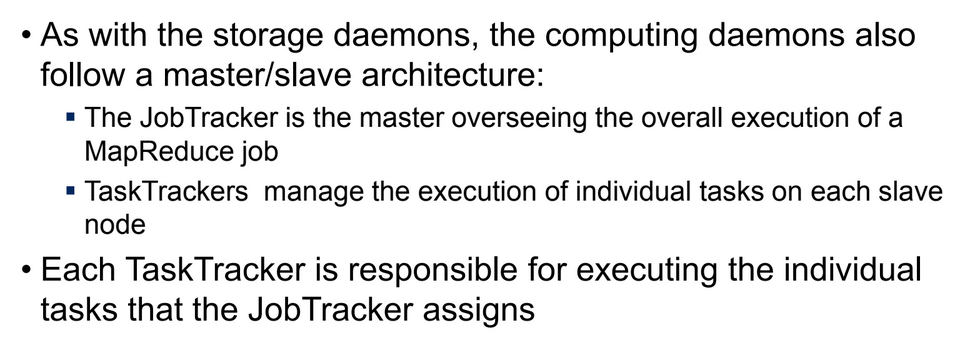 • As with the storage daemons, the computing daemons also
follow a master/slave architecture:
▪ The JobTracker is the master overseeing the overall execution of a
MapReduce job
▪ TaskTrackers  manage the execution of individual tasks on each slave
node
• Each TaskTracker is responsible for executing the individual
tasks that the JobTracker assigns